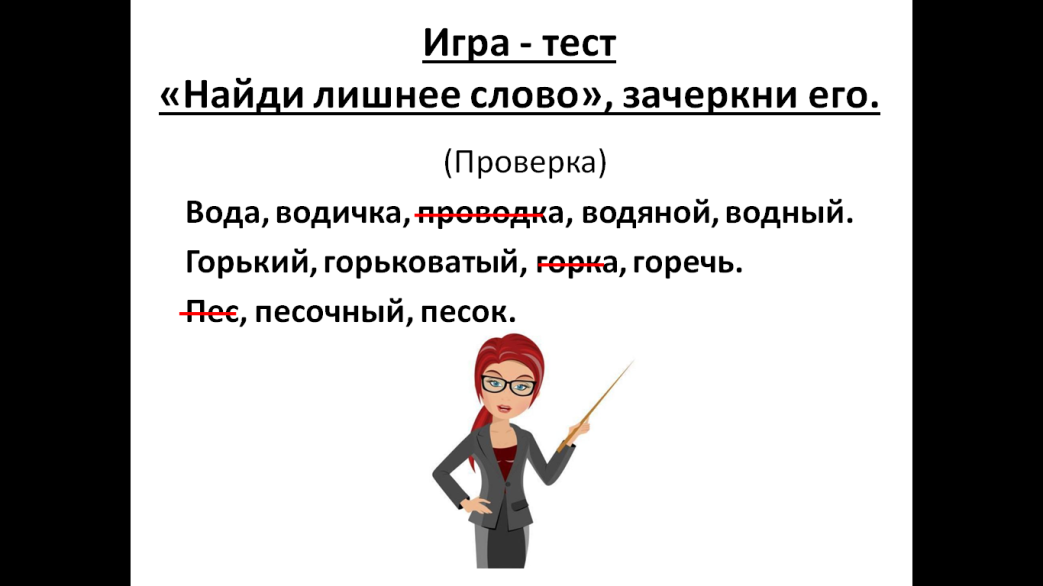 Игра - тест
«Найди лишнее слово», зачеркни его.
(Проверка)
Вода, водичка, проводка, водяной, водный.
Горький, горьковатый, горка, горечь.
Пес, песочный, песок.